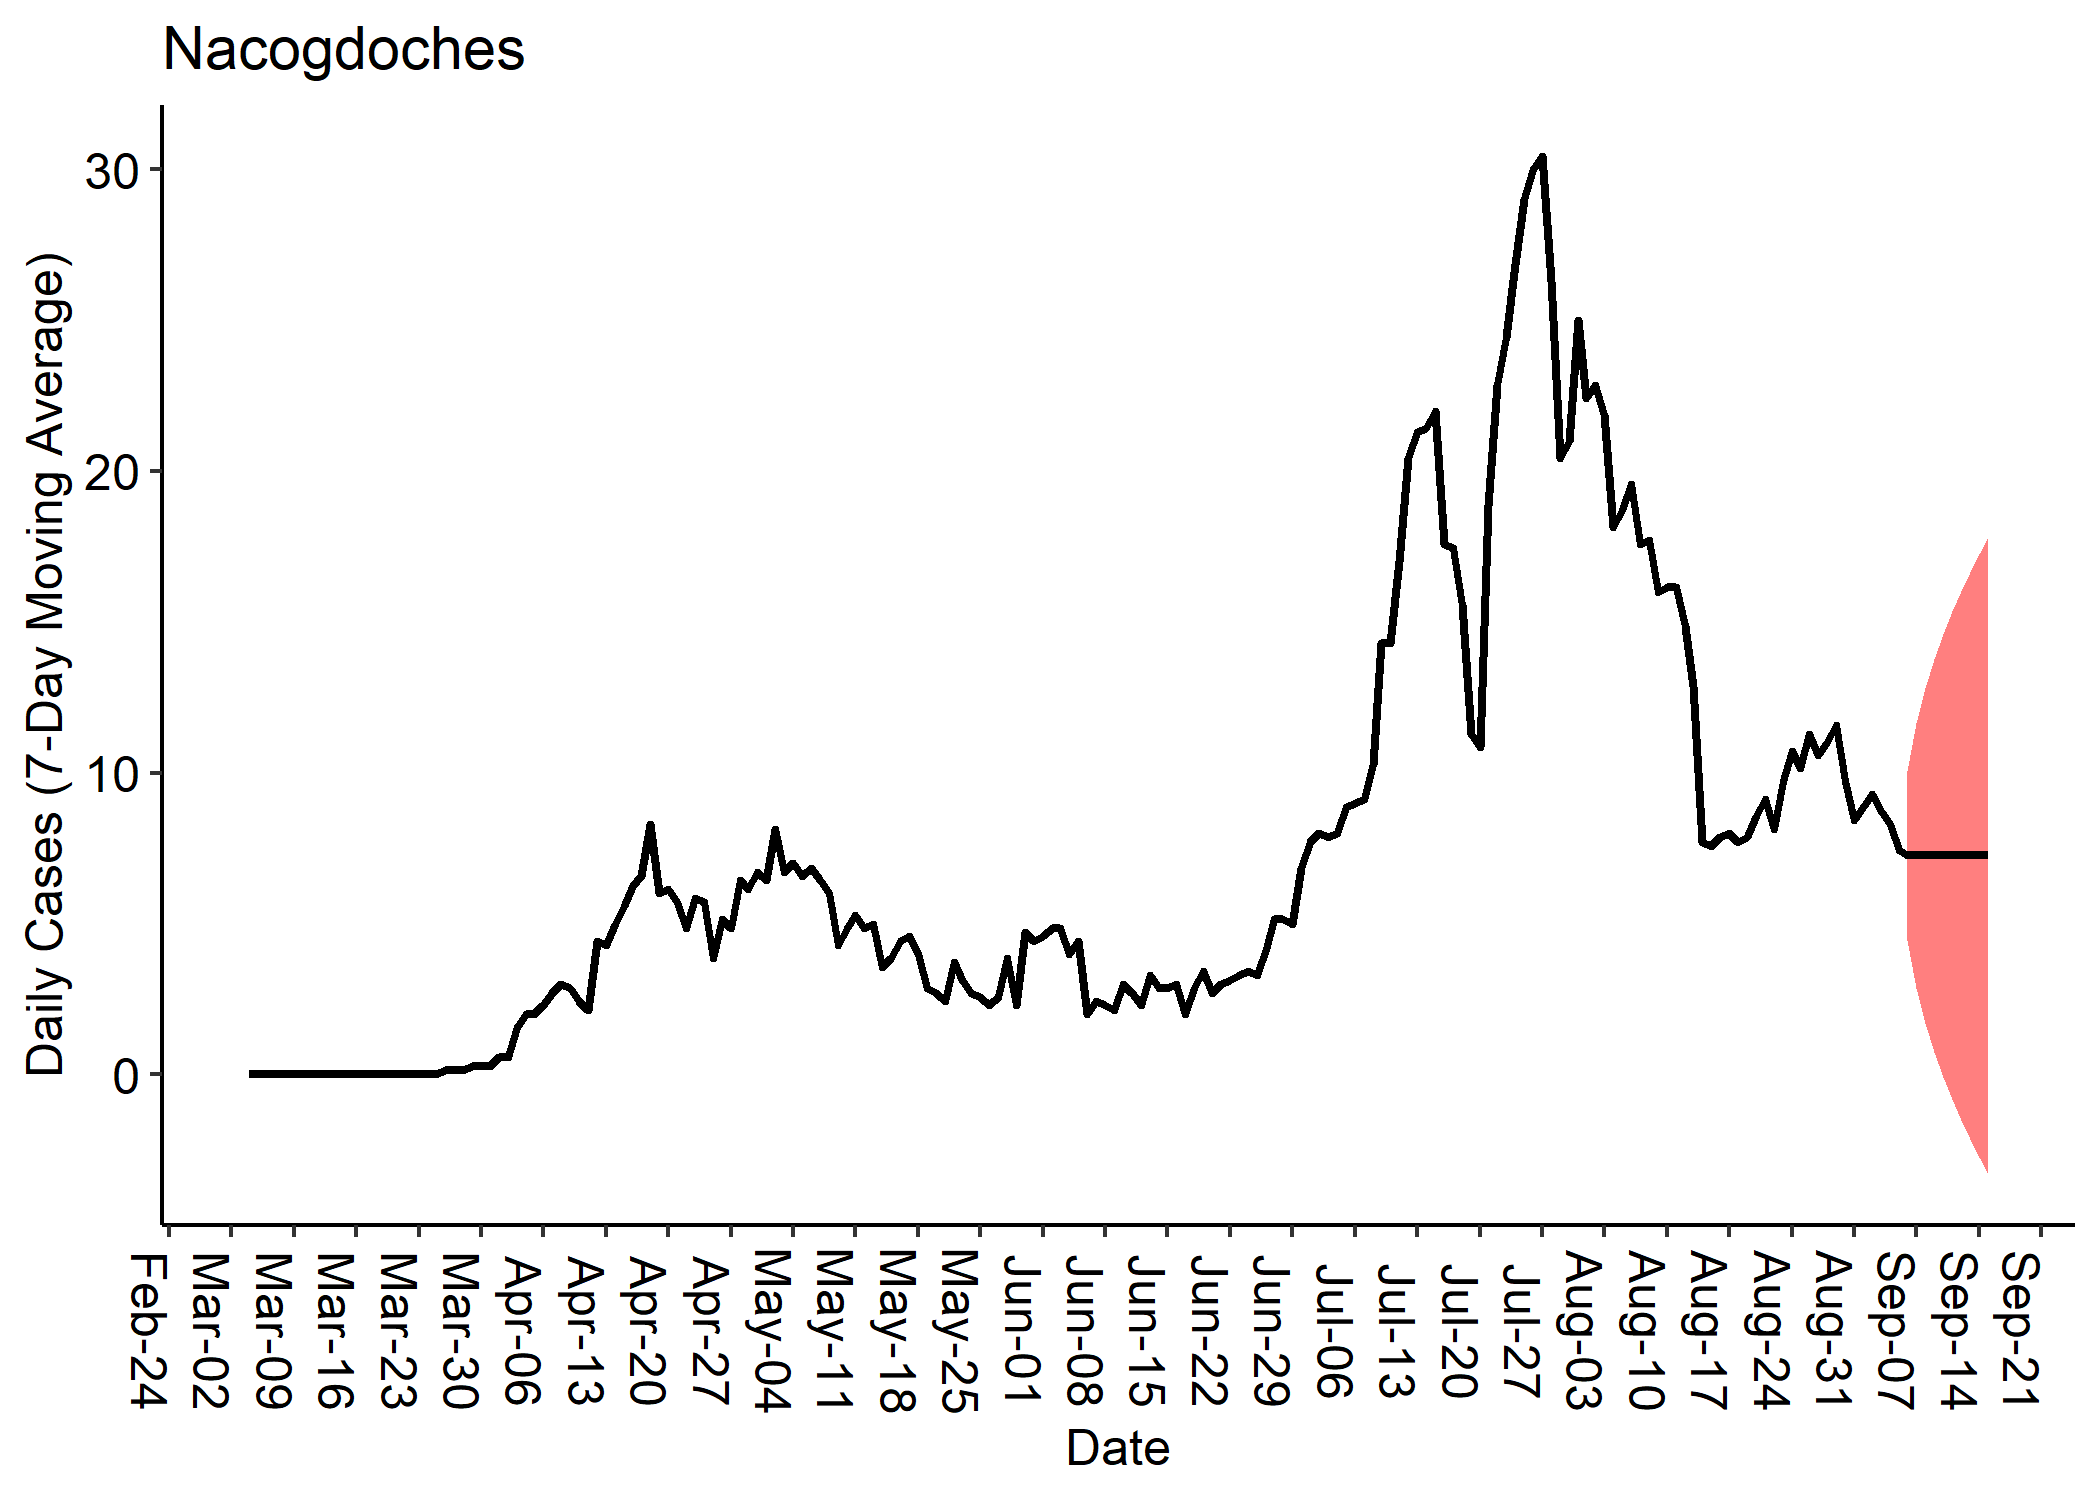 Nacogdoches
Daily Cases (7-Day Moving Average)
30
20
10
0
Feb-24
Mar-02
Mar-09
Mar-16
Mar-23
Mar-30
Apr-06
Apr-13
Apr-20
Apr-27
May-04
May-11
May-18
May-25
Jun-01
Jun-08
Jun-15
Jun-22
Jun-29
Jul-06
Jul-13
Jul-20
Jul-27
Aug-03
Aug-10
Aug-17
Aug-24
Aug-31
Sep-07
Sep-14
Sep-21
Date